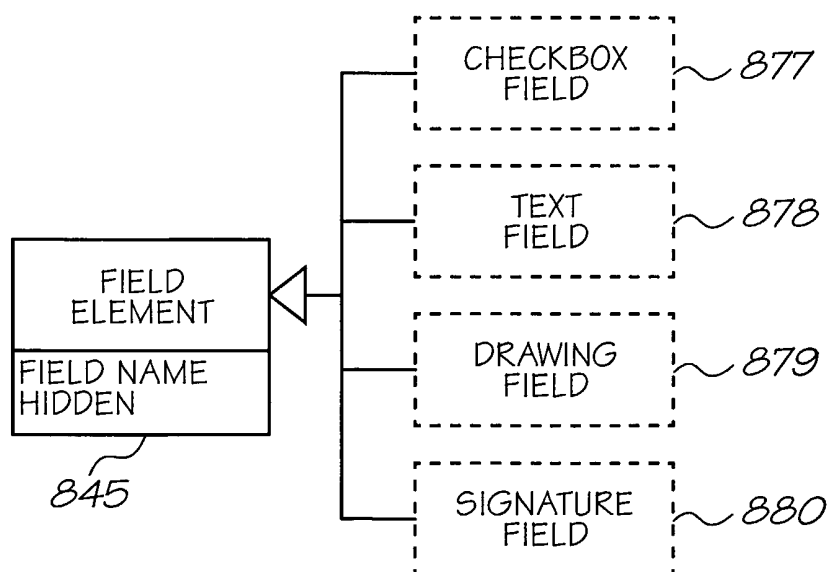 CHECKBOX
FIELD
877
TEXT
FIELD
878
FIELD
ELEMENT
FIELD NAME
HIDDEN
845
DRAWING
FIELD
879
SIGNATURE
FIELD
880